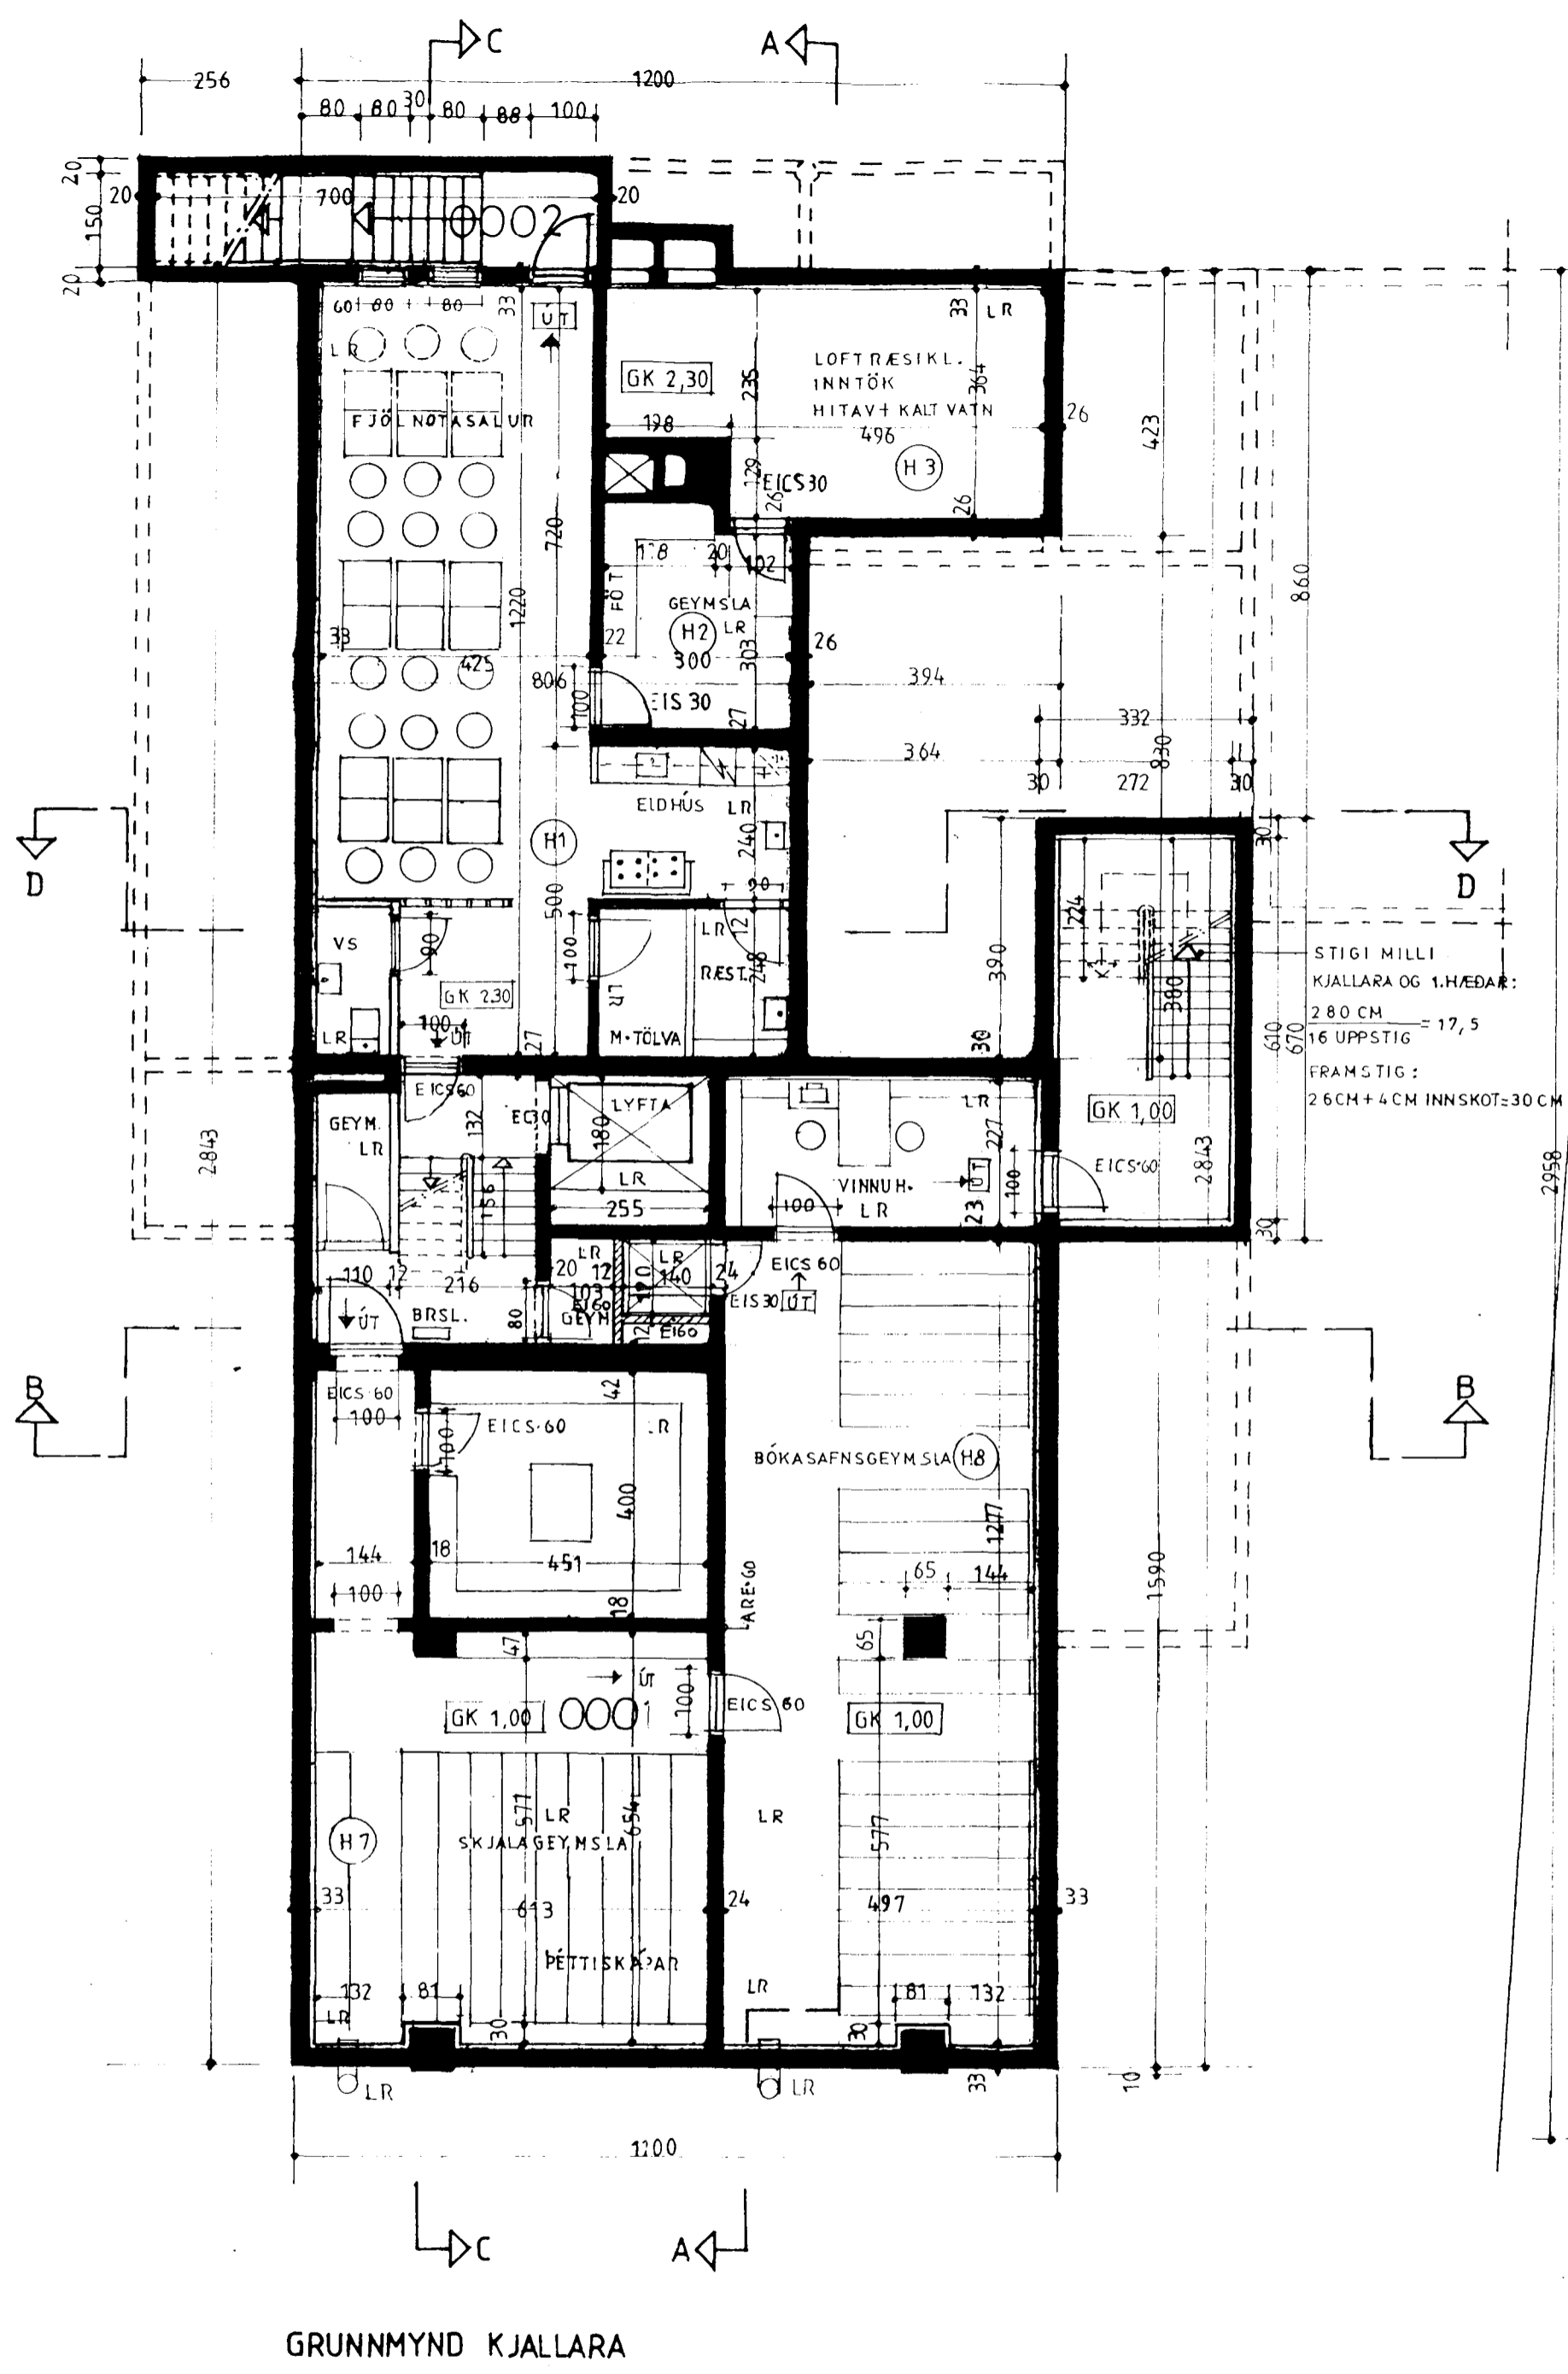 C
A
256
1200
80
80
30
80
88
100
20
20
700
20
0002
150
20
60
80
80
33
ÚT
33
LR
LR
LOFTRÆSIKL.
INNTÖK
HITAV+ KALT VATN
GK 2,30
235
364
FJÖLNOTASALUR
198
496
26
423
H3
129
EICS30
26
26
720
118
20
102
860
FÖT
GEYMSLA
1220
H2
LR
33
22
300
303
26
425
394
806
100
EIS 30
27
332
364
830
30
272
30
ELDHÚS
LR
H1
240
30
D
D
90
224
500
12
VS
90
100
LR
RÆST.
248
390
STIGI MILLI
KJALLARA OG 1.HÆÐAR:
380
280 CM
= 17,5
16 UPPSTIG
GK 2.30
LR
610
670
100
ÚT
27
M.TÖLVA
30
LR
FRAMSTIG:
26CM+4CM INNSKOT=30CM
EICS60
LYFTA
LR
GK 1,00
GEYM.
LR
132
180
227
2843
2843
2958
EICS·60
LR
VINNUH.
LR
ÚT
100
156
255
100
23
30
LR
LR
EICS 60
110
12
216
20
12
140
24
103
EI60
EIS30
ÚT
ÚT
BRSL.
80
GEYM
12
EI60
B
B
EICS·60
42
100
EICS·60
100
BÓKASAFNSGEYMSLA
H8
400
1277
144
18
451
ARE·60
65
144
1590
100
18
47
65
ÚT
GK 1,00
0001
100
EICS 60
GK 1,00
577
LR
654
LR
577
H7
SKJALAGEYMSLA
33
613
24
497
33
ÞÉTTISKÁPAR
LR
132
81
81
132
LR
30
30
LR
LR
33
10
1200
C
A
GRUNNMYND KJALLARA